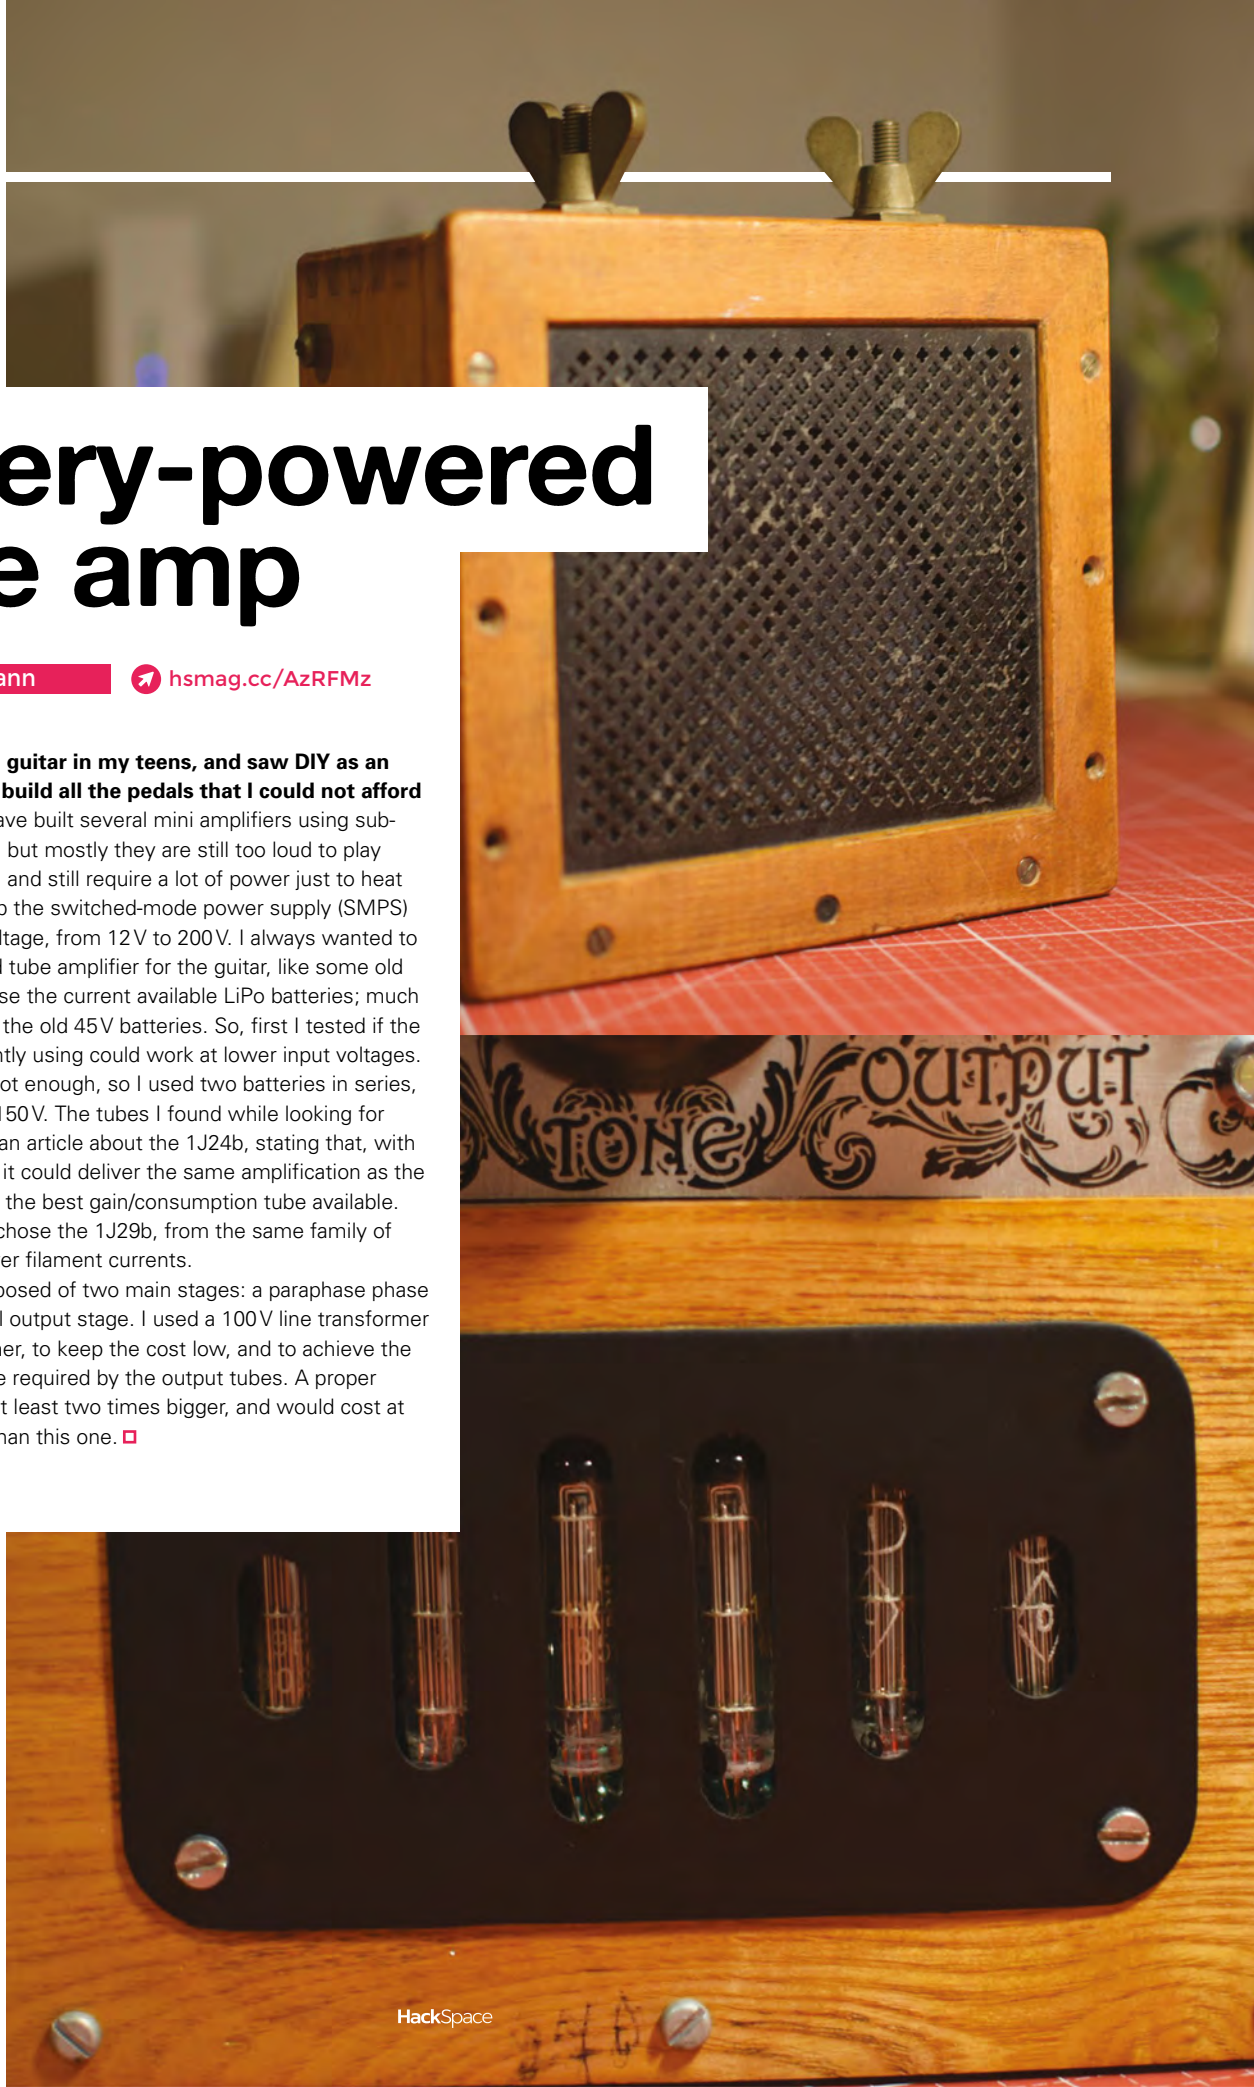 ery-powered
e amp
ann
hsmag.cc/AzRFMz
guitar in my teens, and saw DIY as an
build all the pedals that I could not afford
ave built several mini amplifiers using sub-
but mostly they are still too loud to play
and still require a lot of power just to heat
p the switched-mode power supply (SMPS)
ltage, from 12 V to 200 V. I always wanted to
d tube amplifier for the guitar, like some old
se the current available LiPo batteries; much
the old 45 V batteries. So, first I tested if the
ntly using could work at lower input voltages.
ot enough, so I used two batteries in series,
150 V. The tubes I found while looking for
an article about the 1J24b, stating that, with
it could deliver the same amplification as the
the best gain/consumption tube available.
chose the 1J29b, from the same family of
er filament currents.
posed of two main stages: a paraphase phase
l output stage. I used a 100 V line transformer
ner, to keep the cost low, and to achieve the
e required by the output tubes. A proper
t least two times bigger, and would cost at
han this one.
TONE
OUTPUT
HackSpace